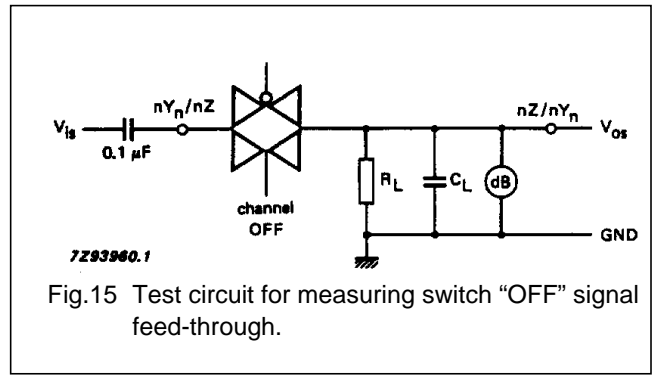 V_is
0.1 µF
nY_n/nZ
channel
OFF
R_L
C_L
dB
nZ/nY_n
V_os
GND
7Z93960.1
Fig.15 Test circuit for measuring switch “OFF” signal
feed-through.